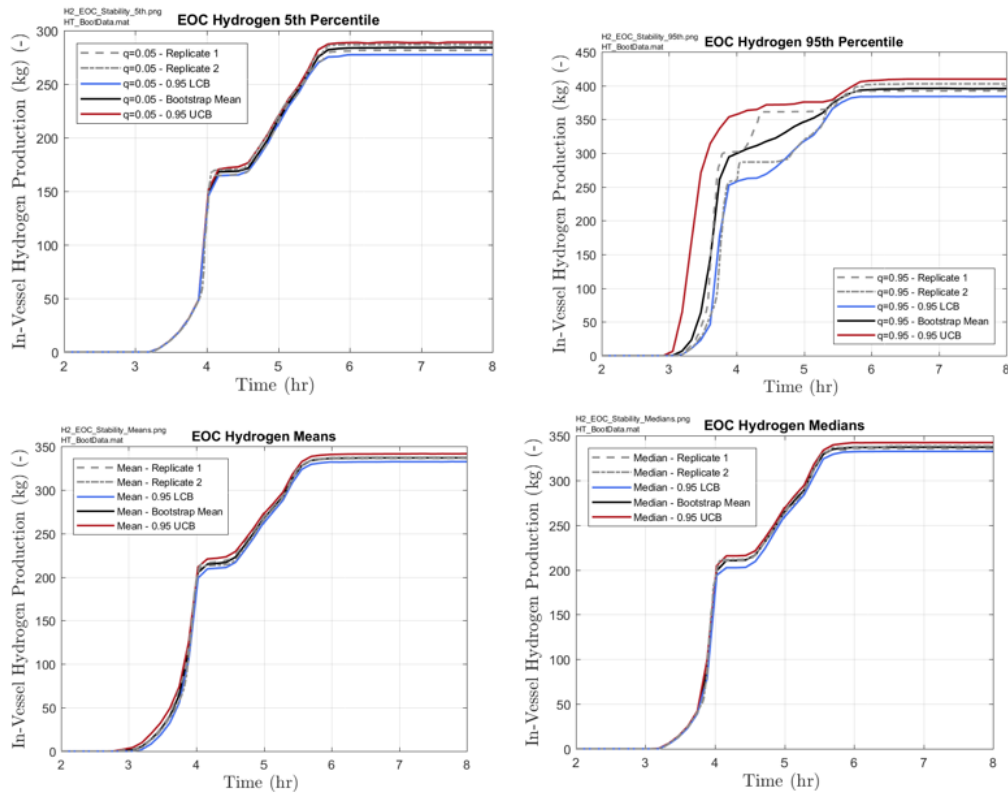 H2_EOC_Stability_5th.png
HT_BootData.mat
EOC Hydrogen 5th Percentile
In-Vessel Hydrogen Production (kg) (-)
300
250
200
150
100
50
0
q=0.05 - Replicate 1
q=0.05 - Replicate 2
q=0.05 - 0.95 LCB
q=0.05 - Bootstrap Mean
q=0.05 - 0.95 UCB
2 3 4 5 6 7 8
Time (hr)
H2_EOC_Stability_95th.png
HT_BootData.mat
EOC Hydrogen 95th Percentile
In-Vessel Hydrogen Production (kg) (-)
450
400
350
300
250
200
150
100
50
0
q=0.95 - Replicate 1
q=0.95 - Replicate 2
q=0.95 - 0.95 LCB
q=0.95 - Bootstrap Mean
q=0.95 - 0.95 UCB
2 3 4 5 6 7 8
Time (hr)
H2_EOC_Stability_Means.png
HT_BootData.mat
EOC Hydrogen Means
In-Vessel Hydrogen Production (kg) (-)
350
300
250
200
150
100
50
0
Mean - Replicate 1
Mean - Replicate 2
Mean - 0.95 LCB
Mean - Bootstrap Mean
Mean - 0.95 UCB
2 3 4 5 6 7 8
Time (hr)
H2_EOC_Stability_Medians.png
HT_BootData.mat
EOC Hydrogen Medians
In-Vessel Hydrogen Production (kg) (-)
350
300
250
200
150
100
50
0
Median - Replicate 1
Median - Replicate 2
Median - 0.95 LCB
Median - Bootstrap Mean
Median - 0.95 UCB
2 3 4 5 6 7 8
Time (hr)